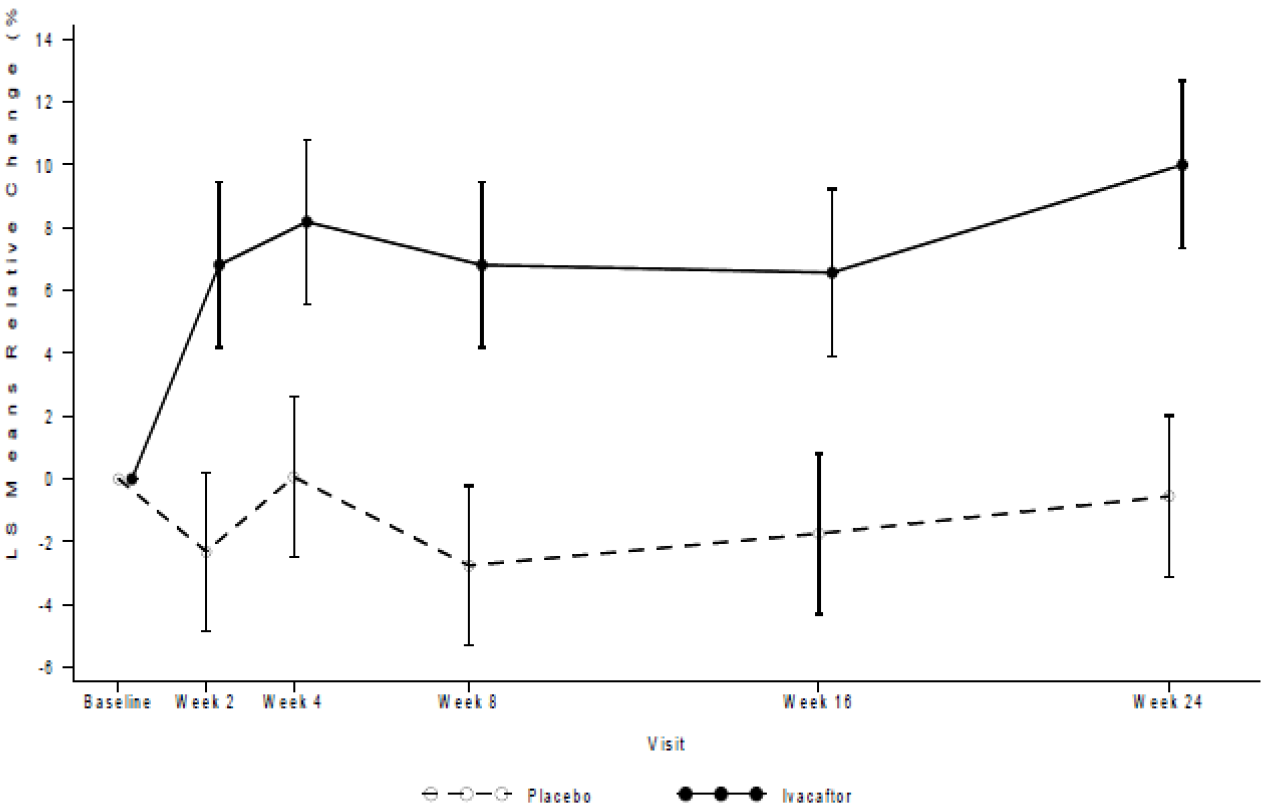 LS Means Relative Change (%
14
12
10
8
6
4
2
0
-2
-4
-6
Baseline Week 2 Week 4 Week 8 Week 16 Week 24
Visit
Placebo Ivacaftor